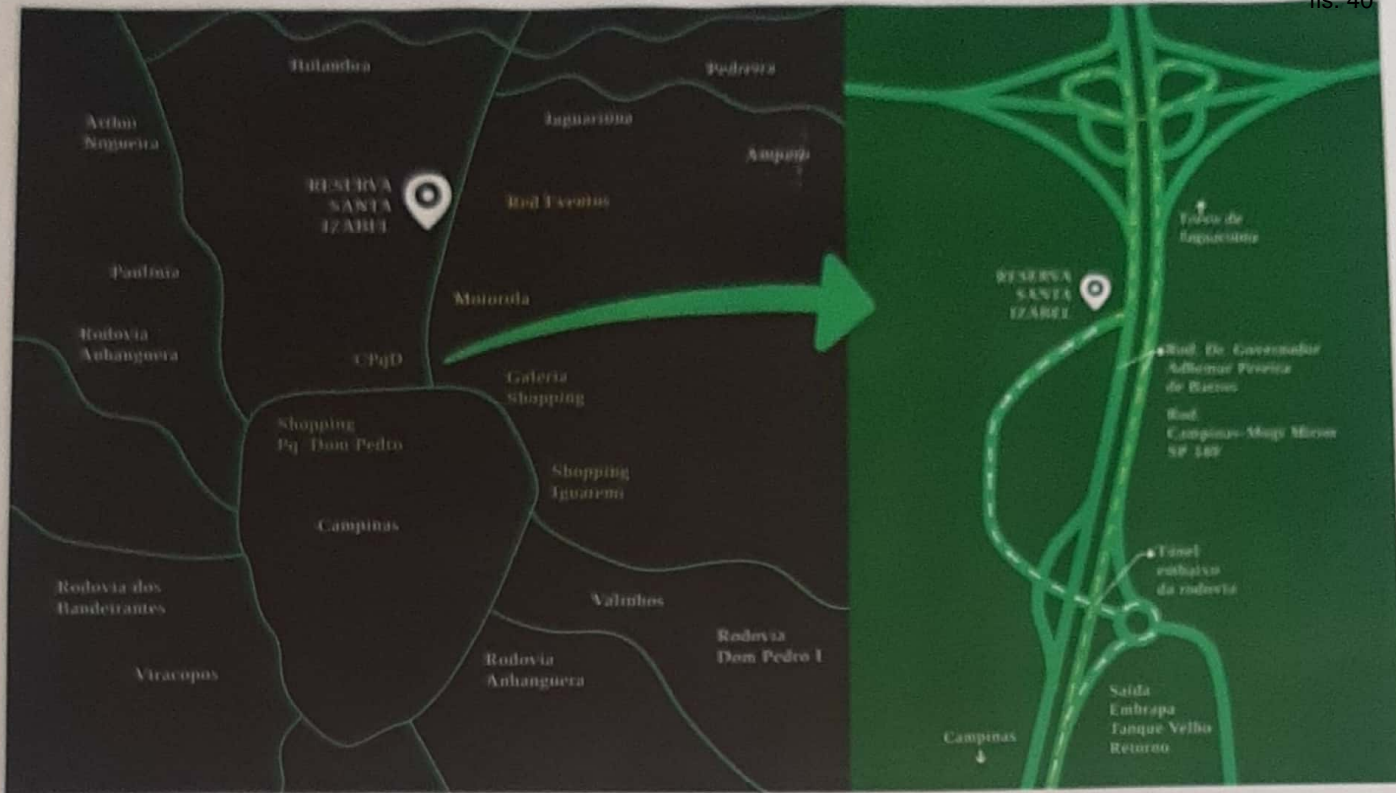 fls. 40
Holambra
Pedreira
Arthur
Nogueira
Jaguariúna
Amparo
RESERVA
SANTA
IZABEL
Red Eventos
Paulínia
Motorola
Rodovia
Anhanguera
CPqD
Galeria
Shopping
Shopping
Pq. Dom Pedro
Shopping
Iguatemi
Campinas
Rodovia dos
Bandeirantes
Valinhos
Rodovia
Dom Pedro I
Rodovia
Anhanguera
Viracopos
de
Jaguariúna
RESERVA
SANTA
IZABEL
Rod. Dr. Governador
Adhemar Pereira
de Barros
Rod.
Campinas-Mogi Mirim
SP 340
Túnel
embaixo
da rodovia
Saída
Embrapa
Tanque Velho
Retorno
Campinas